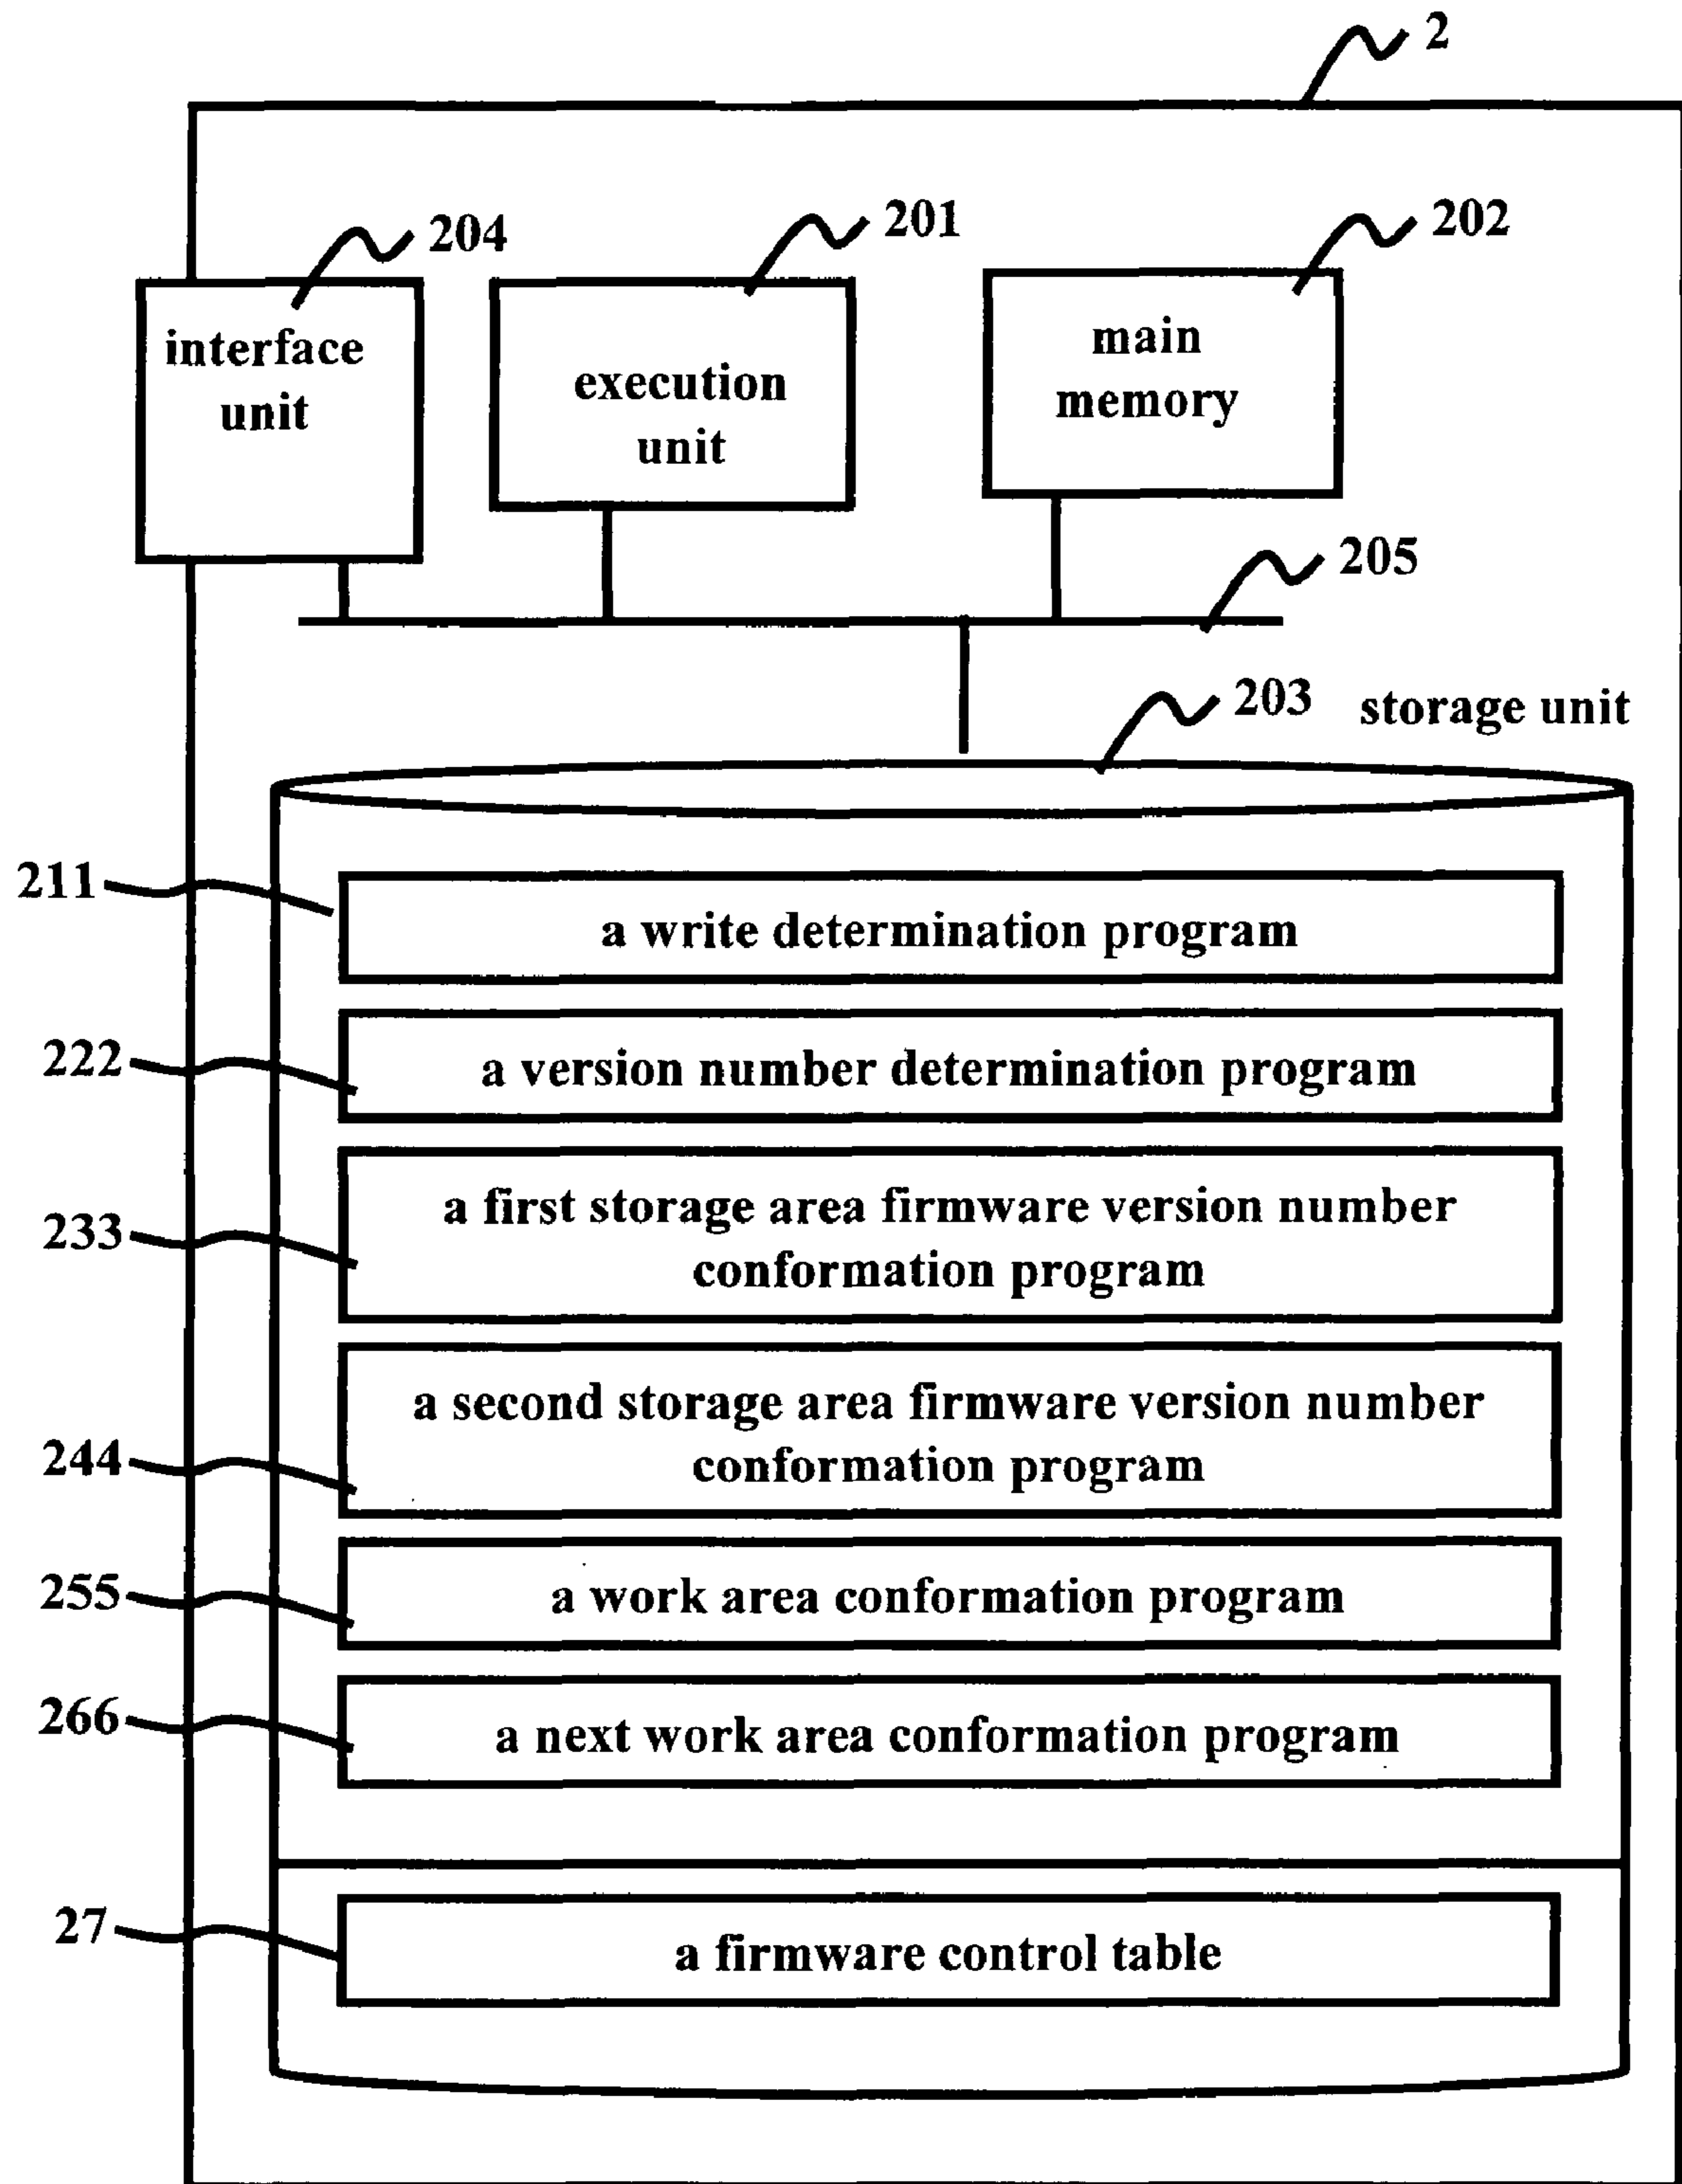 2
204
201
202
interface
unit
execution
unit
main
memory
205
203
storage unit
211
a write determination program
222
a version number determination program
233
a first storage area firmware version number
conformation program
244
a second storage area firmware version number
conformation program
255
a work area conformation program
266
a next work area conformation program
27
a firmware control table